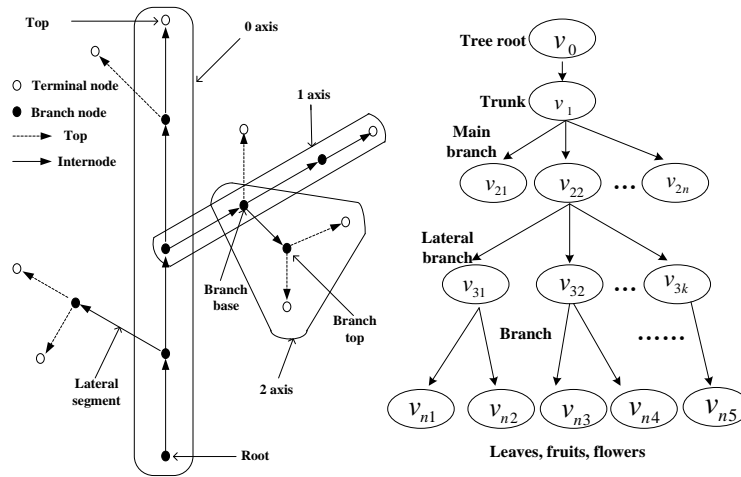 Top
0 axis
Terminal node
Branch node
Top
Internode
1 axis
Branch
base
Branch
top
2 axis
Lateral
segment
Root
Tree root
v0
Trunk
v1
Main
branch
v21
v22
...
v2n
Lateral
branch
v31
v32
...
v3k
Branch
......
vn1
vn2
vn3
vn4
vn5
Leaves, fruits, flowers